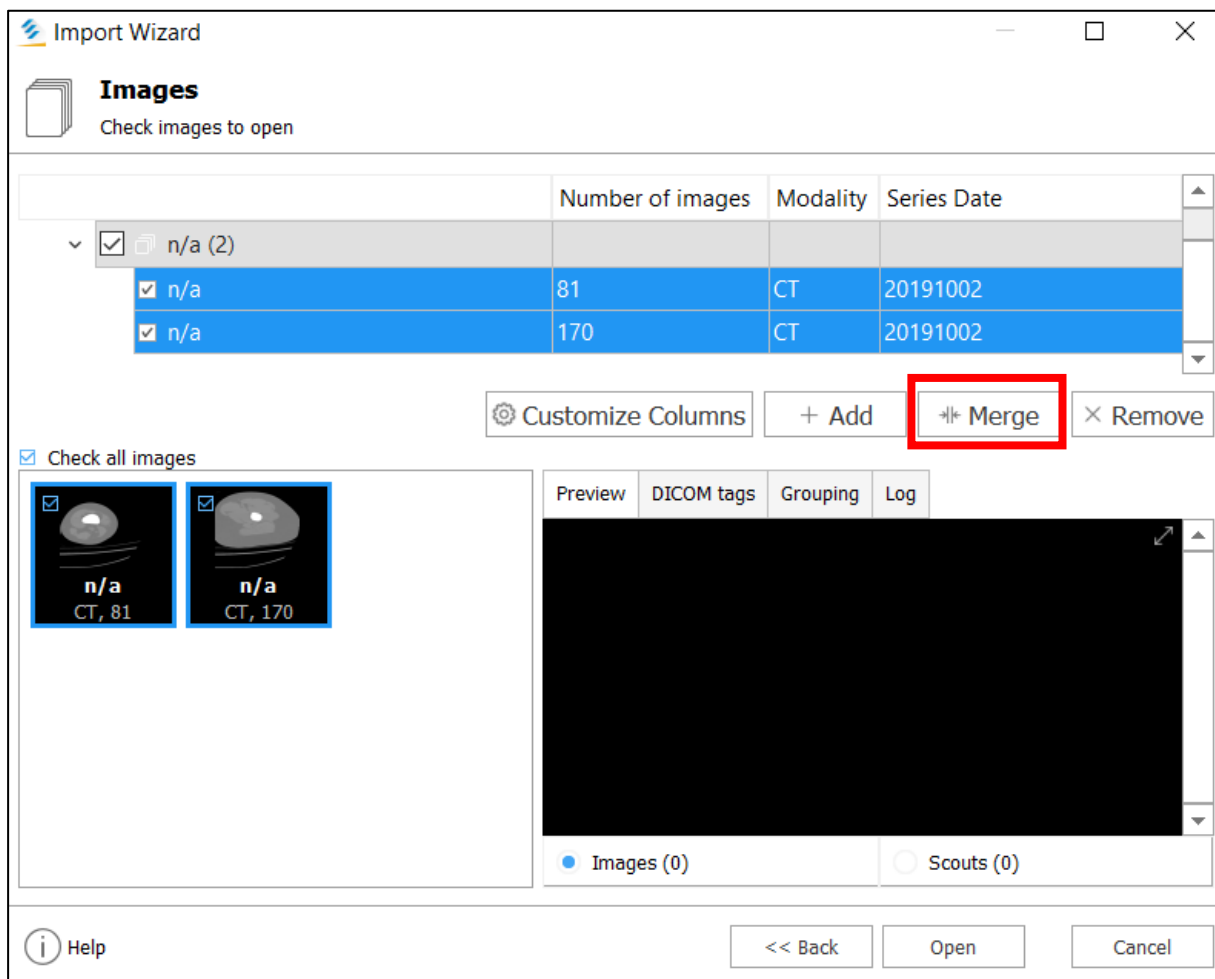 Import Wizard
Images
Check images to open
Number of images Modality Series Date
n/a (2)
n/a 81 CT 20191002
n/a 170 CT 20191002
Customize Columns + Add Merge × Remove
Check all images
Preview DICOM tags Grouping Log
n/a n/a
CT, 81 CT, 170
Images (0) Scouts (0)
i Help << Back Open Cancel